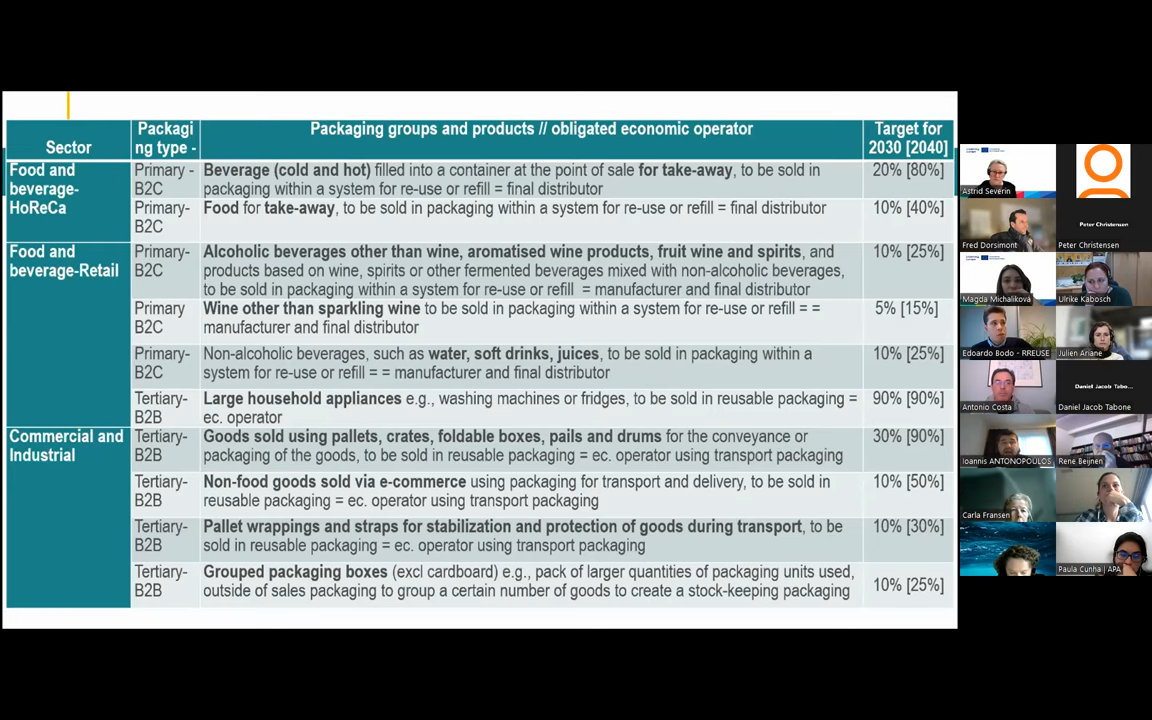 Sector
Packagi
ng type -
Packaging groups and products // obligated economic operator
Target for
2030 [2040]
Food and
beverage-
HoReCa
Primary -
B2C
Beverage (cold and hot) filled into a container at the point of sale for take-away, to be sold in
packaging within a system for re-use or refill = final distributor
20% [80%]
Primary-
B2C
Food for take-away, to be sold in packaging within a system for re-use or refill = final distributor
10% [40%]
Food and
beverage-Retail
Primary-
B2C
Alcoholic beverages other than wine, aromatised wine products, fruit wine and spirits, and
products based on wine, spirits or other fermented beverages mixed with non-alcoholic beverages,
to be sold in packaging within a system for re-use or refill = manufacturer and final distributor
10% [25%]
Primary
B2C
Wine other than sparkling wine to be sold in packaging within a system for re-use or refill = =
manufacturer and final distributor
5% [15%]
Primary-
B2C
Non-alcoholic beverages, such as water, soft drinks, juices, to be sold in packaging within a
system for re-use or refill = = manufacturer and final distributor
10% [25%]
Tertiary-
B2B
Large household appliances e.g., washing machines or fridges, to be sold in reusable packaging =
ec. operator
90% [90%]
Commercial and
Industrial
Tertiary-
B2B
Goods sold using pallets, crates, foldable boxes, pails and drums for the conveyance or
packaging of the goods, to be sold in reusable packaging = ec. operator using transport packaging
30% [90%]
Tertiary-
B2B
Non-food goods sold via e-commerce using packaging for transport and delivery, to be sold in
reusable packaging = ec. operator using transport packaging
10% [50%]
Tertiary-
B2B
Pallet wrappings and straps for stabilization and protection of goods during transport, to be
sold in reusable packaging = ec. operator using transport packaging
10% [30%]
Tertiary-
B2B
Grouped packaging boxes (excl cardboard) e.g., pack of larger quantities of packaging units used,
outside of sales packaging to group a certain number of goods to create a stock-keeping packaging
10% [25%]
Astrid Severin
Peter Christensen
Fred Dorsimont
Peter Christensen
Magda Michaliková
Ulrike Kabosch
Edoardo Bodo - RREUSE
Julien Ariane
Daniel Jacob Tabo...
Antonio Costa
Daniel Jacob Tabone
Ioannis ANTONOPOULOS
Rene Beijnen
Carla Fransen
Paula Cunha | APA